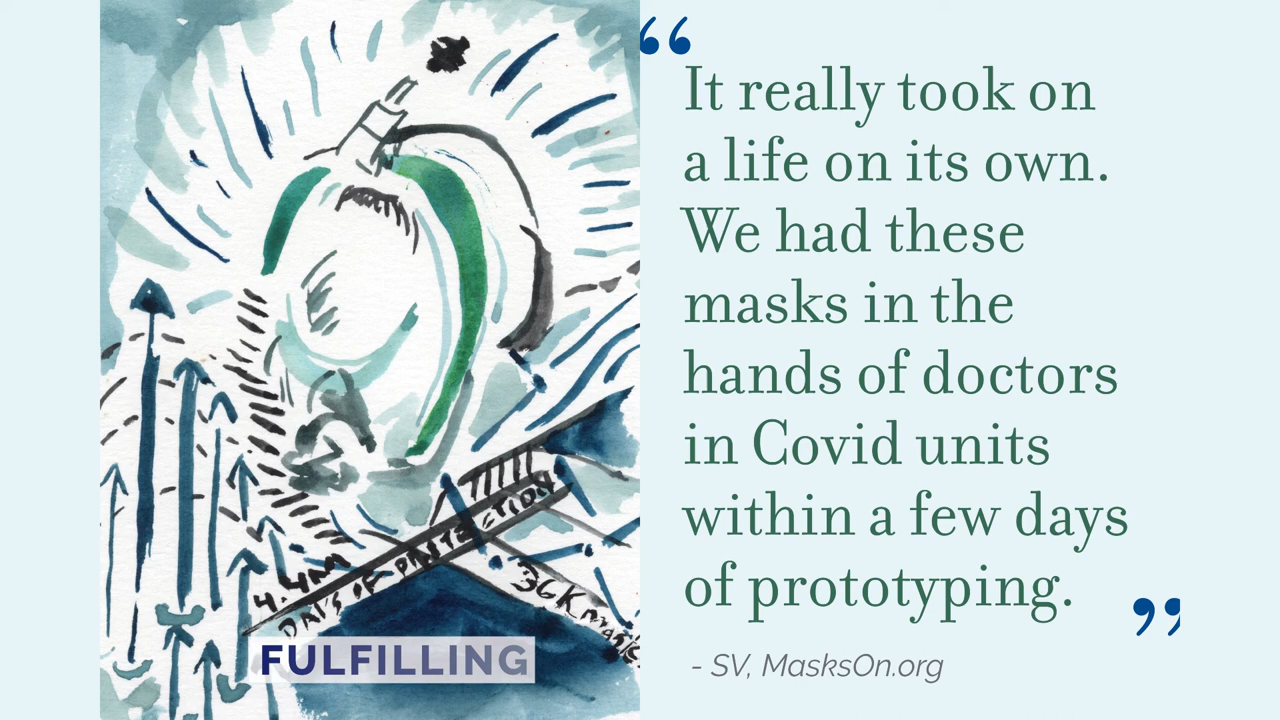 4.4M
DAYS OF PROTECTION
36K masks
FULFILLING
“
It really took on
a life on its own.
We had these
masks in the
hands of doctors
in Covid units
within a few days
of prototyping.
”
- SV, MasksOn.org